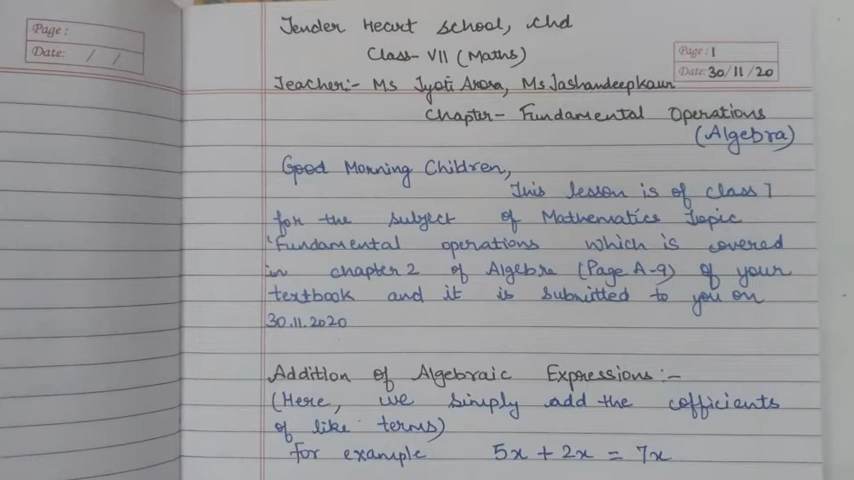 Page:
Date: / /
Tender Heart School, chd
Class- VII (Maths)
Page: 1
Date: 30/11/20
Teacher:- Ms Jyoti Arora, Ms Jashandeepkaur
Chapter- Fundamental Operations
(Algebra)
Good Morning Children,
This lesson is of class 7
for the subject of Mathematics Topic
'Fundamental operations which is covered
in chapter 2 of Algebra (Page A-9) of your
textbook and it is submitted to you on
30.11.2020
Addition of Algebraic Expressions:-
(Here, we simply add the cofficients
of like terms)
For example 5x + 2x = 7x